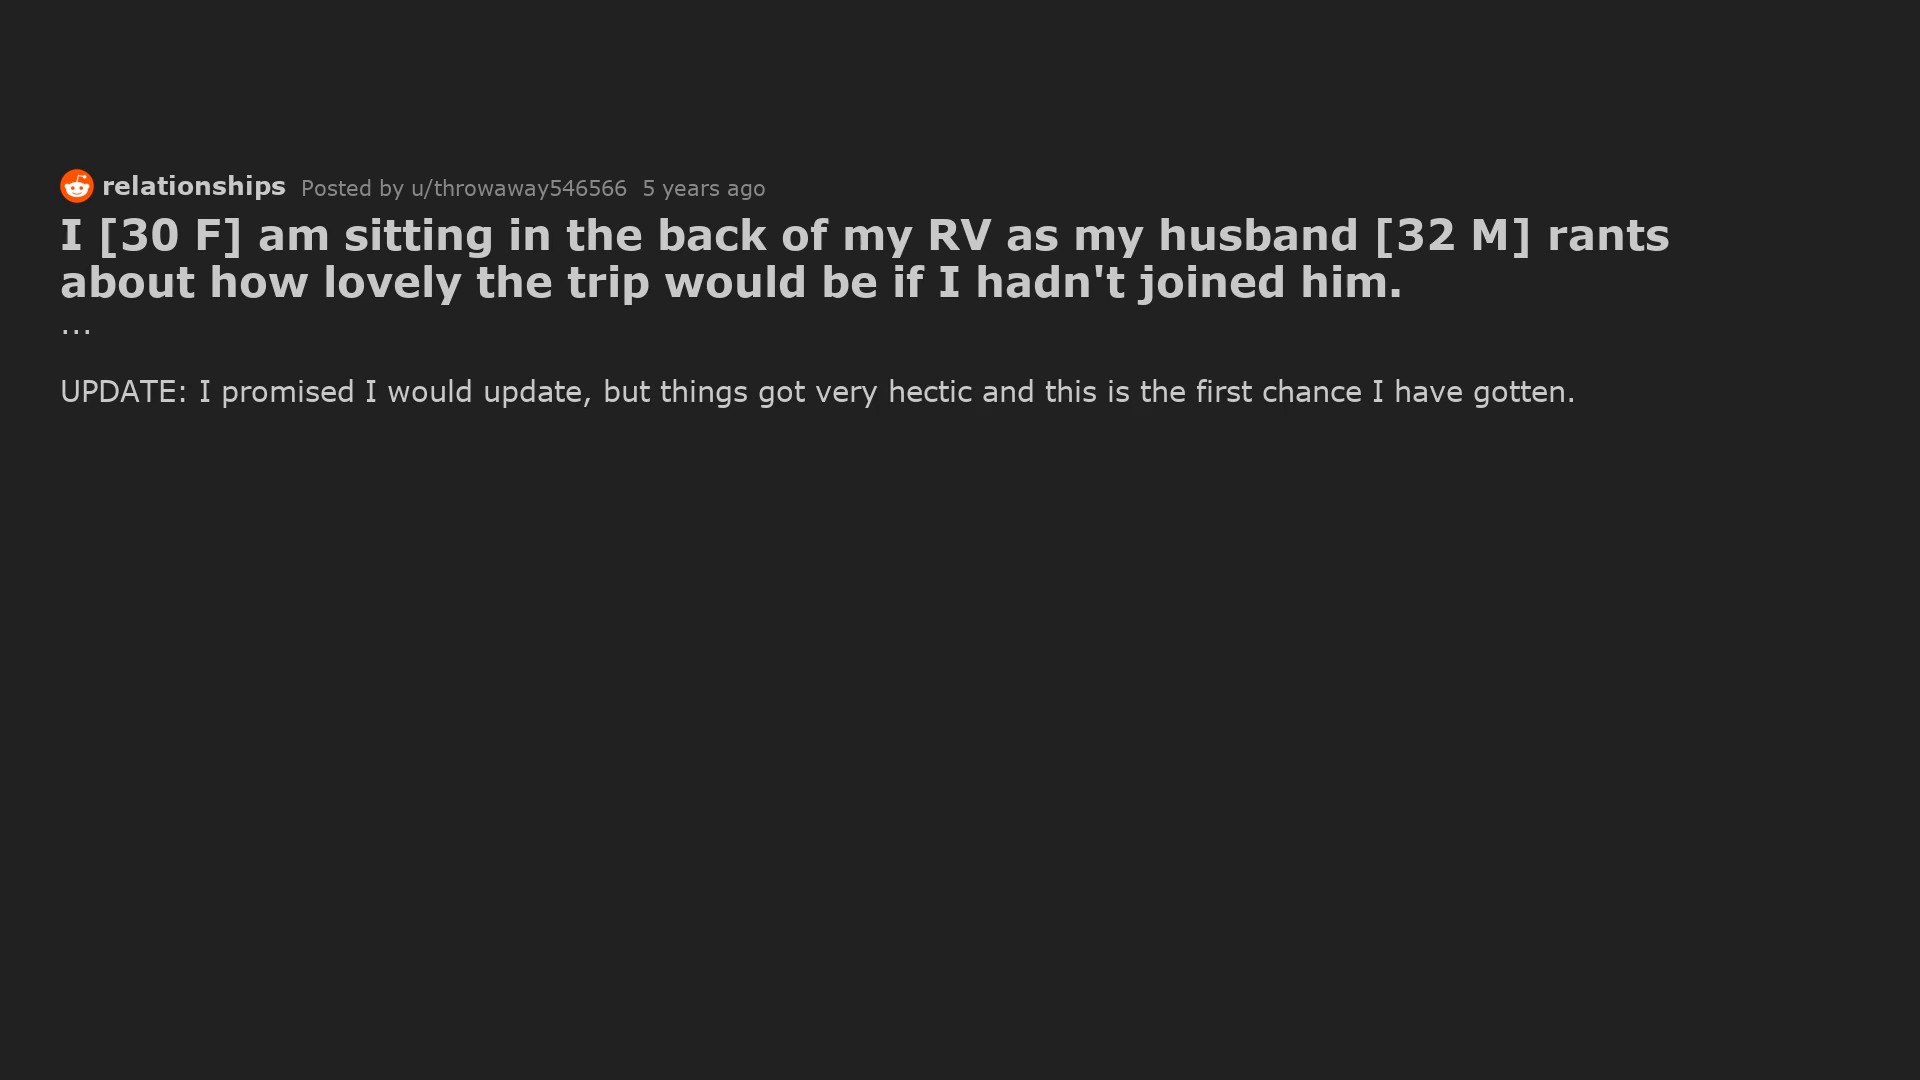 relationships Posted by u/throwaway546566 5 years ago
I [30 F] am sitting in the back of my RV as my husband [32 M] rants
about how lovely the trip would be if I hadn't joined him.
...
UPDATE: I promised I would update, but things got very hectic and this is the first chance I have gotten.